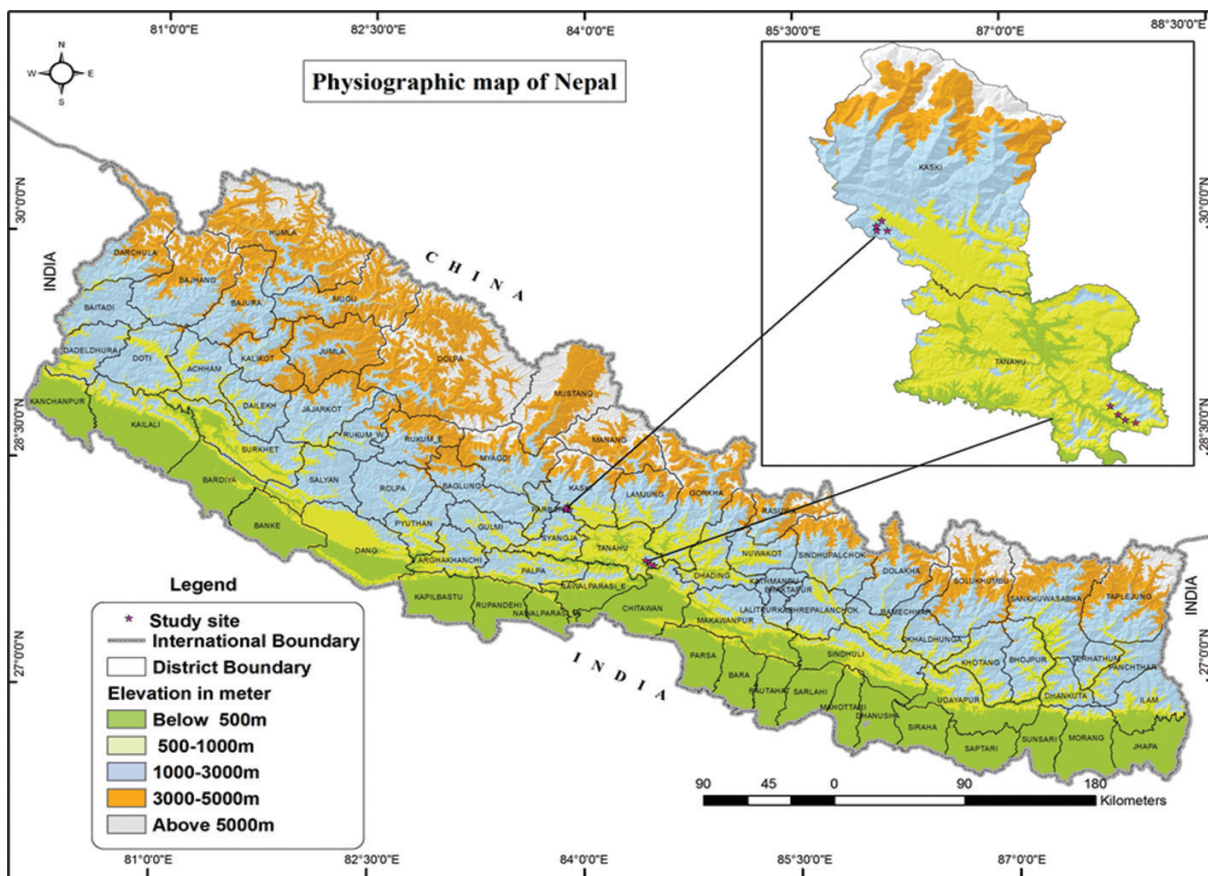 81°0'0"E 82°30'0"E 84°0'0"E 85°30'0"E 87°0'0"E 88°30'0"E
N
W E
S
Physiographic map of Nepal
30°0'0"N
28°30'0"N
27°0'0"N
30°0'0"N
28°30'0"N
27°0'0"N
KASKI
TANAHU
INDIA
CHINA
INDIA
INDIA
HUMLA
DARCHULA
BAJHANG
BAITADI
BAJURA
MUGU
DADELDHURA
DOTI
ACHHAM
KALIKOT
JUMLA
DOLPA
MUSTANG
KANCHANPUR
KAILALI
DAILEKH
JAJARKOT
RUKUM_W
RUKUM_E
MYAGDI
MANANG
SURKHET
BARDIYA
SALYAN
ROLPA
BAGLUNG
KASKI
LAMJUNG
GORKHA
BANKE
PYUTHAN
GULMI
SYANGJA
TANAHU
DANG
ARGHAKHANCHI
PALPA
NAWALPARASI_E
DHADING
NUWAKOT
SINDHUPALCHOK
DOLAKHA
SOLUKHUMBU
SANKHUWASABHA
TAPLEJUNG
KAPILBASTU
RUPANDEHI
CHITAWAN
KATHMANDU
BHAKTAPUR
MAKAWANPUR
RAMECHHAP
OKHALDUNGA
KHOTANG
BHOJPUR
TERHATHUM
PANCHTHAR
PARSA
BARA
RAUTAHAT
SARLAHI
MAHOTTARI
DHANUSHA
SINDHULI
SIRAHA
UDAYAPUR
SAPTARI
DHANKUTA
SUNSARI
MORANG
ILAM
JHAPA
Legend
Study site
International Boundary
District Boundary
Elevation in meter
Below 500m
500-1000m
1000-3000m
3000-5000m
Above 5000m
90 45 0 90 180
Kilometers
81°0'0"E 82°30'0"E 84°0'0"E 85°30'0"E 87°0'0"E